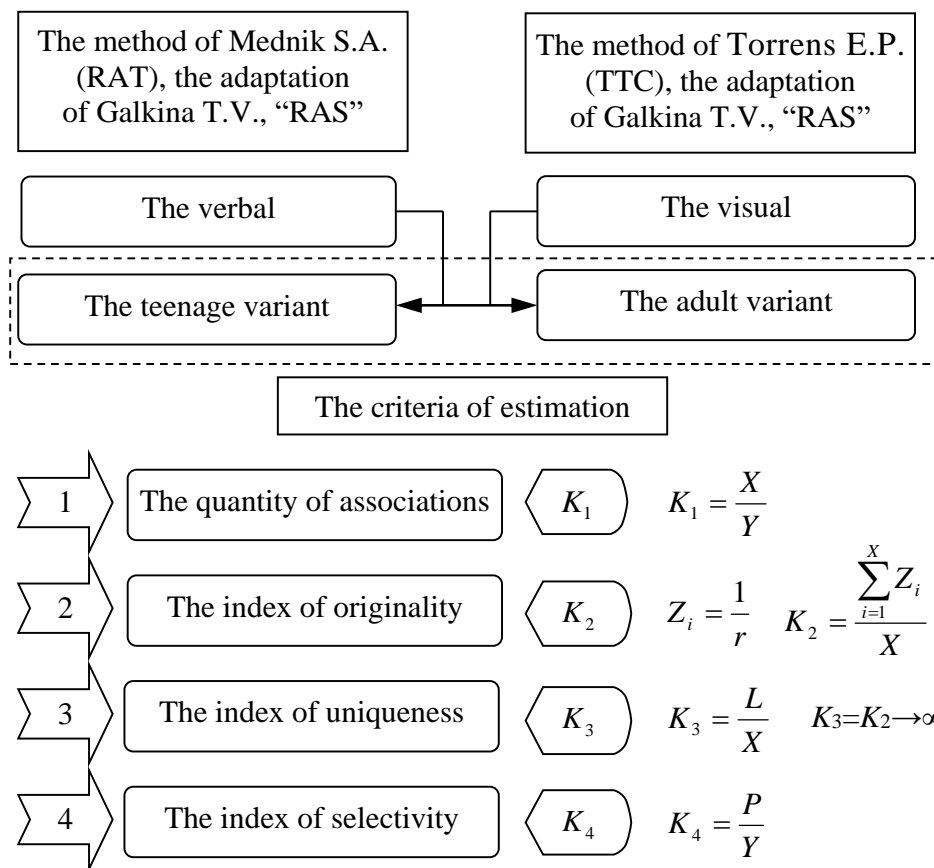 The method of Mednik S.A.
(RAT), the adaptation
of Galkina T.V., “RAS”
The method of Torrens E.P.
(TTC), the adaptation
of Galkina T.V., “RAS”
The verbal
The visual
The teenage variant
The adult variant
The criteria of estimation
1 The quantity of associations K₁ K₁ = X/Y
2 The index of originality K₂ Z_i = 1/r K₂ = ∑_{i=1}^{X} Z_i / X
3 The index of uniqueness K₃ K₃ = L/X K3=K2→∞
4 The index of selectivity K₄ K₄ = P/Y